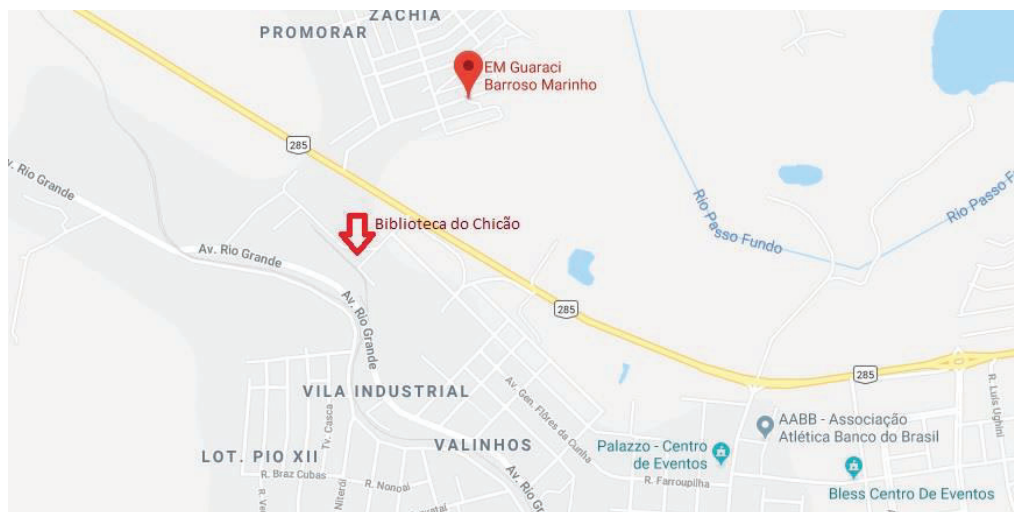 ZACHIA
PROMORAR
EM Guaraci
Barroso Marinho
285
. Rio Grande
Biblioteca do Chicão
Rio Passo
Fundo
Rio Passo Fu
Av. Rio Grande
Av. Rio Grande
285
285
VILA INDUSTRIAL
Av. Gen. Flôres da Cunha
R. Luís Ughini
AABB - Associação
Atlética Banco do Brasil
Tv. Casca
VALINHOS
Palazzo - Centro
de Eventos
LOT. PIO XII
R. Braz Cubas
R. Nonoai
Av. Rio
R. Farroupilha
Bless Centro De Eventos
Niterói